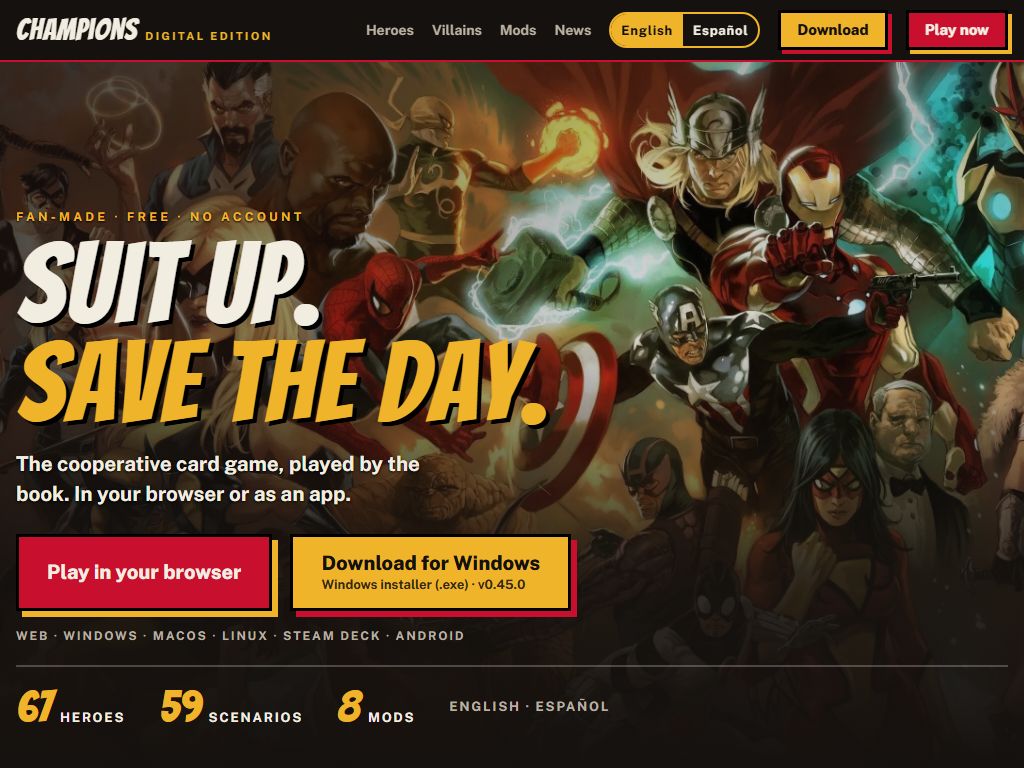 CHAMPIONS DIGITAL EDITION
Heroes Villains Mods News English Español Download Play now
FAN-MADE · FREE · NO ACCOUNT
SUIT UP.
SAVE THE DAY.
The cooperative card game, played by the
book. In your browser or as an app.
Play in your browser
Download for Windows
Windows installer (.exe) · v0.45.0
WEB · WINDOWS · MACOS · LINUX · STEAM DECK · ANDROID
67 HEROES 59 SCENARIOS 8 MODS ENGLISH · ESPAÑOL